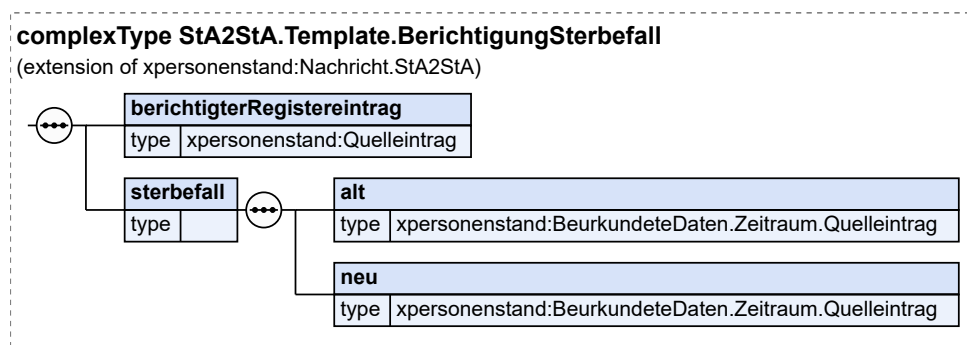 complexType StA2StA.Template.BerichtigungSterbefall
(extension of xpersonenstand:Nachricht.StA2StA)
berichtigterRegistereintrag
type xpersonenstand:Quelleintrag
sterbefall
type
alt
type xpersonenstand:BeurkundeteDaten.Zeitraum.Quelleintrag
neu
type xpersonenstand:BeurkundeteDaten.Zeitraum.Quelleintrag